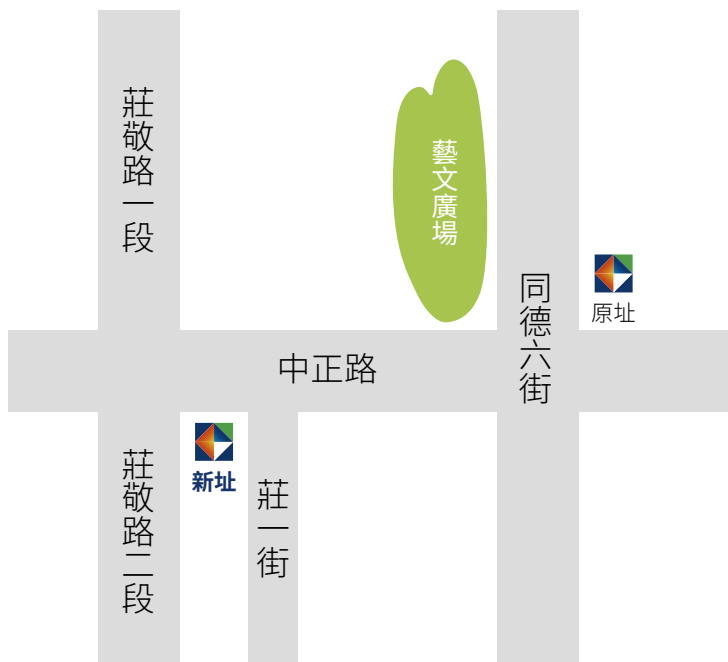 莊敬路一段
藝文廣場
同德六街
原址
中正路
新址
莊敬路二段
莊一街